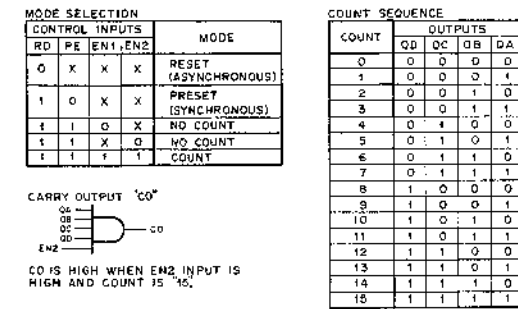 MODE SELECTION
CONTROL INPUTS MODE
RD PE EN1 EN2
0 X X X RESET (ASYNCHRONOUS)
1 0 X X PRESET (SYNCHRONOUS)
1 1 0 X NO COUNT
1 1 X 0 NO COUNT
1 1 1 1 COUNT
CARRY OUTPUT "CO"
QA
QB
QC
QD
EN2
CO
CO IS HIGH WHEN EN2 INPUT IS
HIGH AND COUNT IS "15".
COUNT SEQUENCE
COUNT OUTPUTS
QD QC QB QA
0 0 0 0 0
1 0 0 0 1
2 0 0 1 0
3 0 0 1 1
4 0 1 0 0
5 0 1 0 1
6 0 1 1 0
7 0 1 1 1
8 1 0 0 0
9 1 0 0 1
10 1 0 1 0
11 1 0 1 1
12 1 1 0 0
13 1 1 0 1
14 1 1 1 0
15 1 1 1 1